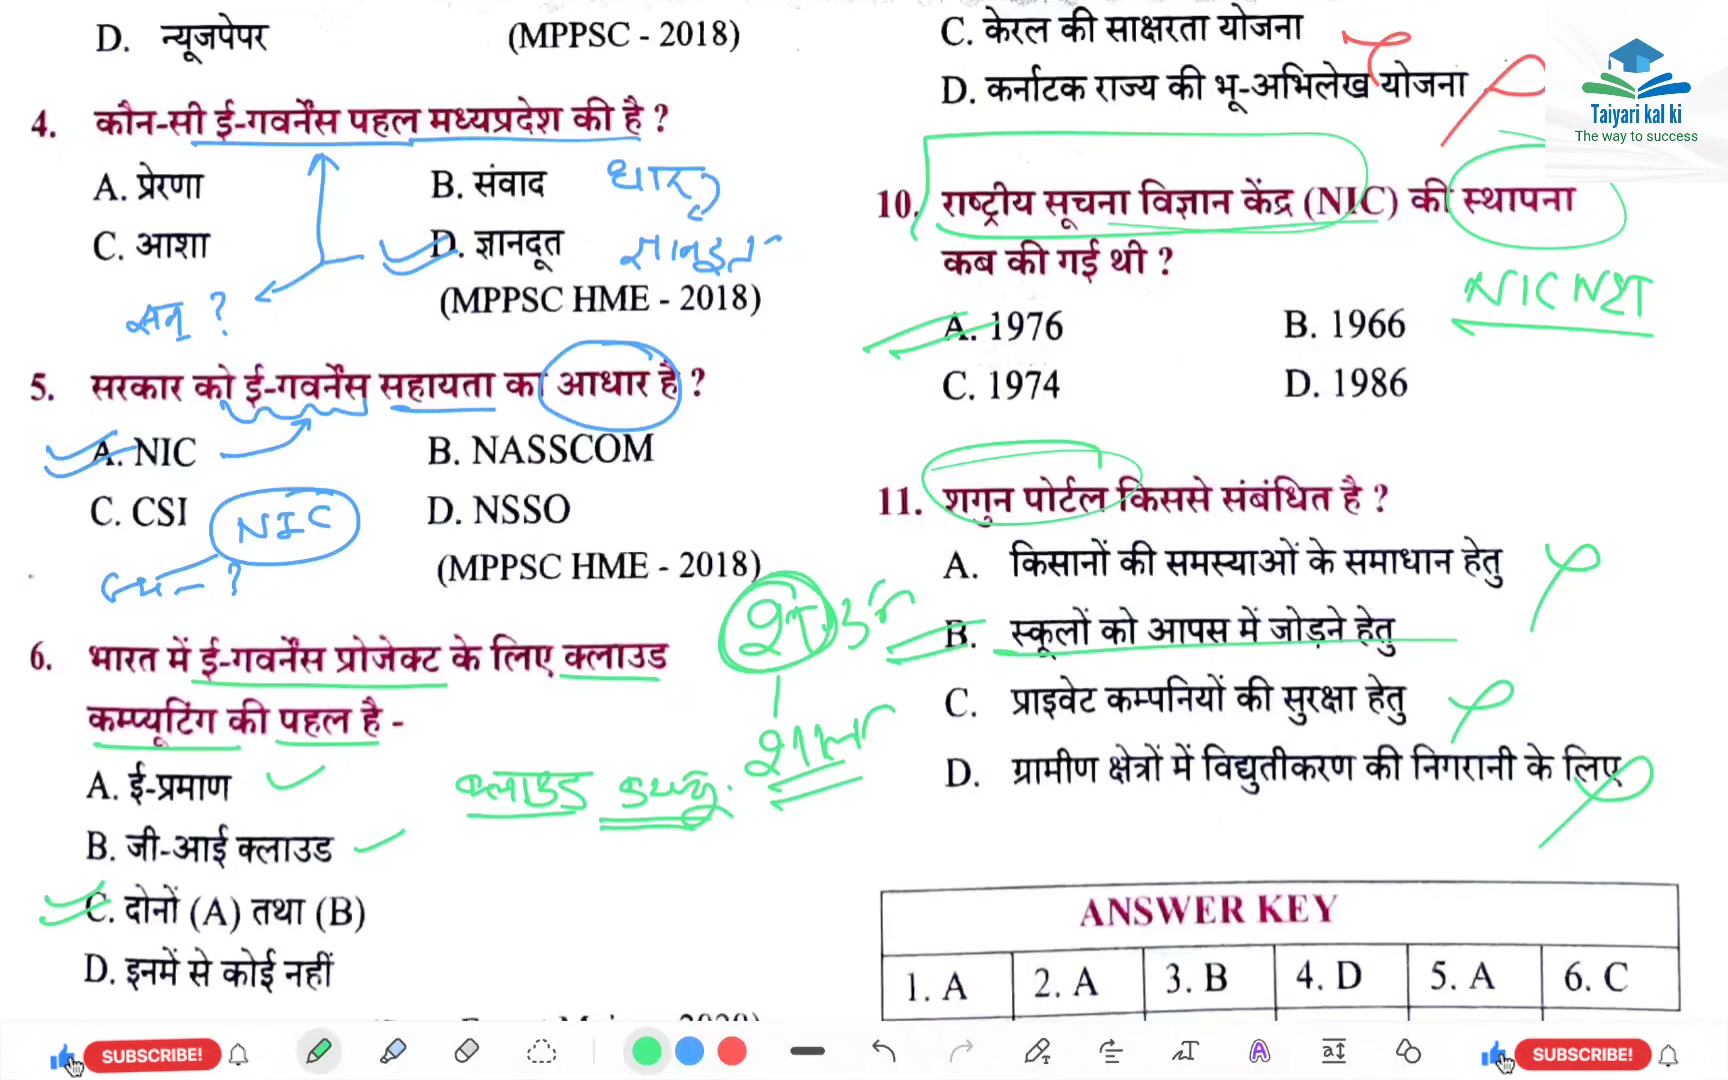 D. न्यूजपेपर (MPPSC - 2018)
4. कौन-सी ई-गवर्नेंस पहल मध्यप्रदेश की है ?
A. प्रेरणा B. संवाद
C. आशा D. ज्ञानदूत
(MPPSC HME - 2018)
धार
सन् ?
5. सरकार को ई-गवर्नेंस सहायता का आधार है ?
A. NIC B. NASSCOM
C. CSI D. NSSO
NIC
(MPPSC HME - 2018)
6. भारत में ई-गवर्नेंस प्रोजेक्ट के लिए क्लाउड
कम्प्यूटिंग की पहल है -
A. ई-प्रमाण
क्लाउड
B. जी-आई क्लाउड
C. दोनों (A) तथा (B)
D. इनमें से कोई नहीं
C. केरल की साक्षरता योजना
D. कर्नाटक राज्य की भू-अभिलेख योजना
Taiyari kal ki
The way to success
10. राष्ट्रीय सूचना विज्ञान केंद्र (NIC) की स्थापना
कब की गई थी ?
NICNET
A. 1976 B. 1966
C. 1974 D. 1986
11. शगुन पोर्टल किससे संबंधित है ?
A. किसानों की समस्याओं के समाधान हेतु
B. स्कूलों को आपस में जोड़ने हेतु
C. प्राइवेट कम्पनियों की सुरक्षा हेतु
D. ग्रामीण क्षेत्रों में विद्युतीकरण की निगरानी के लिए
शाला
ANSWER KEY
1. A 2. A 3. B 4. D 5. A 6. C
SUBSCRIBE! SUBSCRIBE!